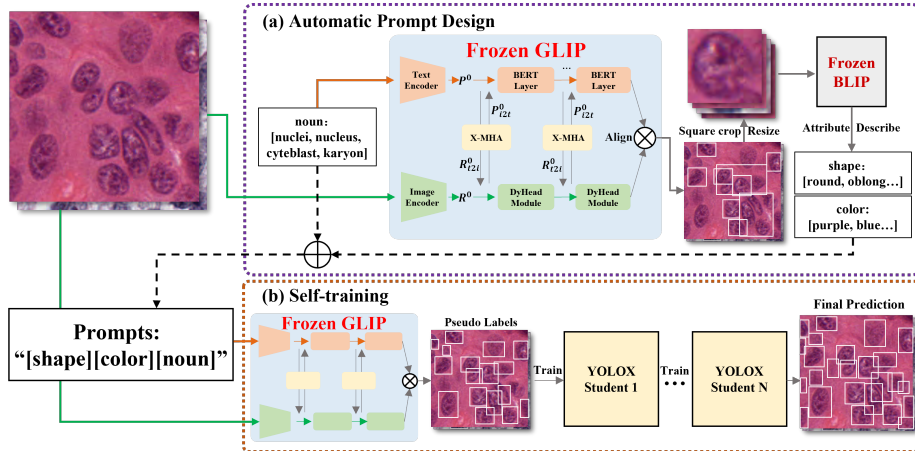 (a) Automatic Prompt Design
Frozen GLIP
Text
Encoder
P⁰
BERT
Layer
...
BERT
Layer
noun:
[nuclei, nucleus,
cyteblast, karyon]
P⁰ᵢ₂ₜ
P⁰ᵢ₂ₜ
X-MHA
X-MHA
R⁰ₜ₂ᵢ
R⁰ₜ₂ᵢ
Align
Image
Encoder
R⁰
DyHead
Module
DyHead
Module
Square crop
Resize
Frozen
BLIP
Attribute
Describe
shape:
[round, oblong…]
color:
[purple, blue…]
Prompts:
“[shape][color][noun]”
(b) Self-training
Frozen GLIP
Pseudo Labels
Train
YOLOX
Student 1
Train
...
YOLOX
Student N
Final Prediction